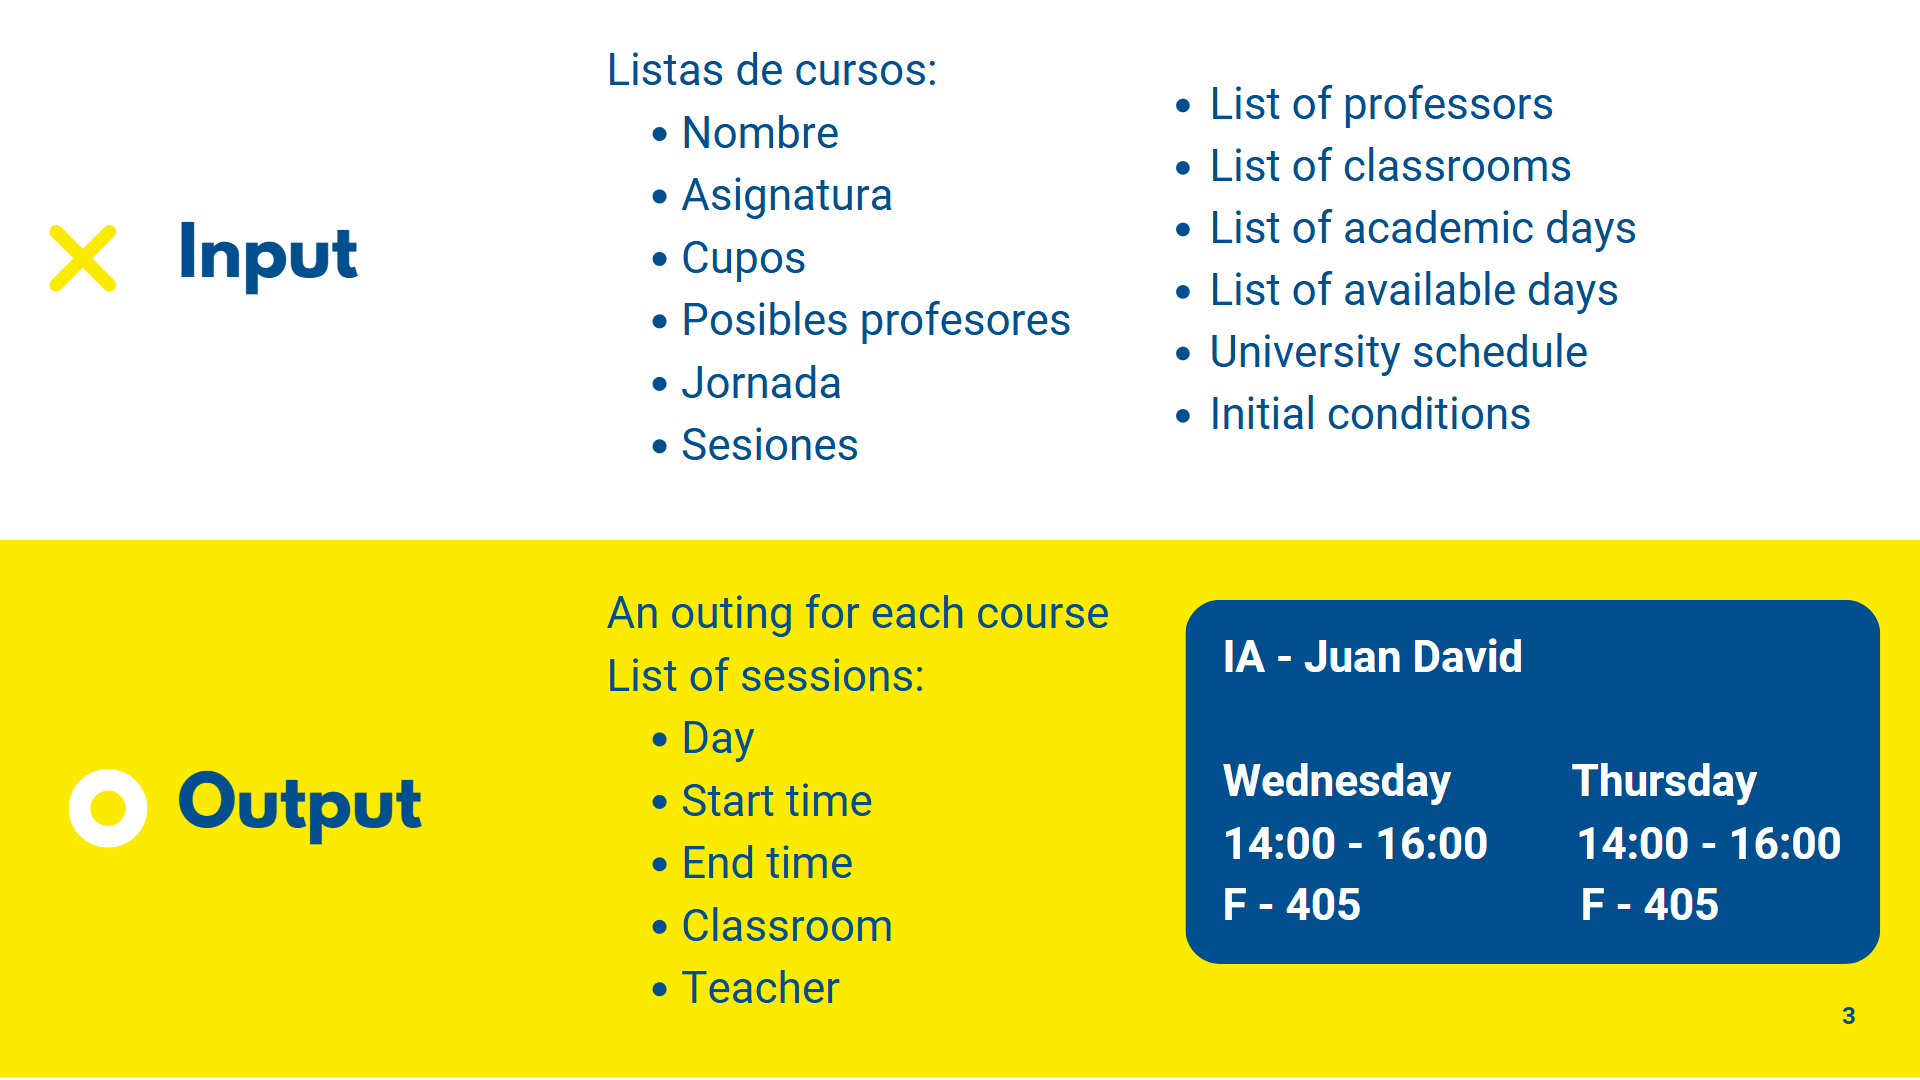 Input
Listas de cursos:
• Nombre
• Asignatura
• Cupos
• Posibles profesores
• Jornada
• Sesiones
• List of professors
• List of classrooms
• List of academic days
• List of available days
• University schedule
• Initial conditions
Output
An outing for each course
List of sessions:
• Day
• Start time
• End time
• Classroom
• Teacher
IA - Juan David
Wednesday Thursday
14:00 - 16:00 14:00 - 16:00
F - 405 F - 405
3